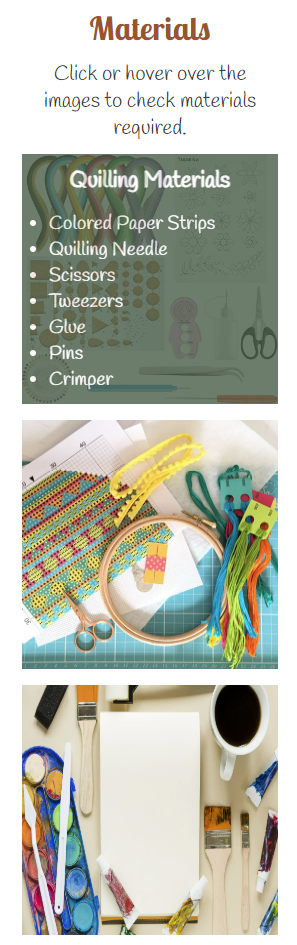 Materials
Click or hover over the
images to check materials
required.
Quilling Materials
• Colored Paper Strips
• Quilling Needle
• Scissors
• Tweezers
• Glue
• Pins
• Crimper